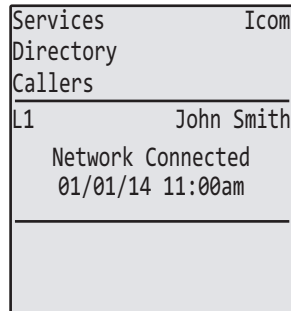 Services Icom
Directory
Callers
L1 John Smith
Network Connected
01/01/14 11:00am